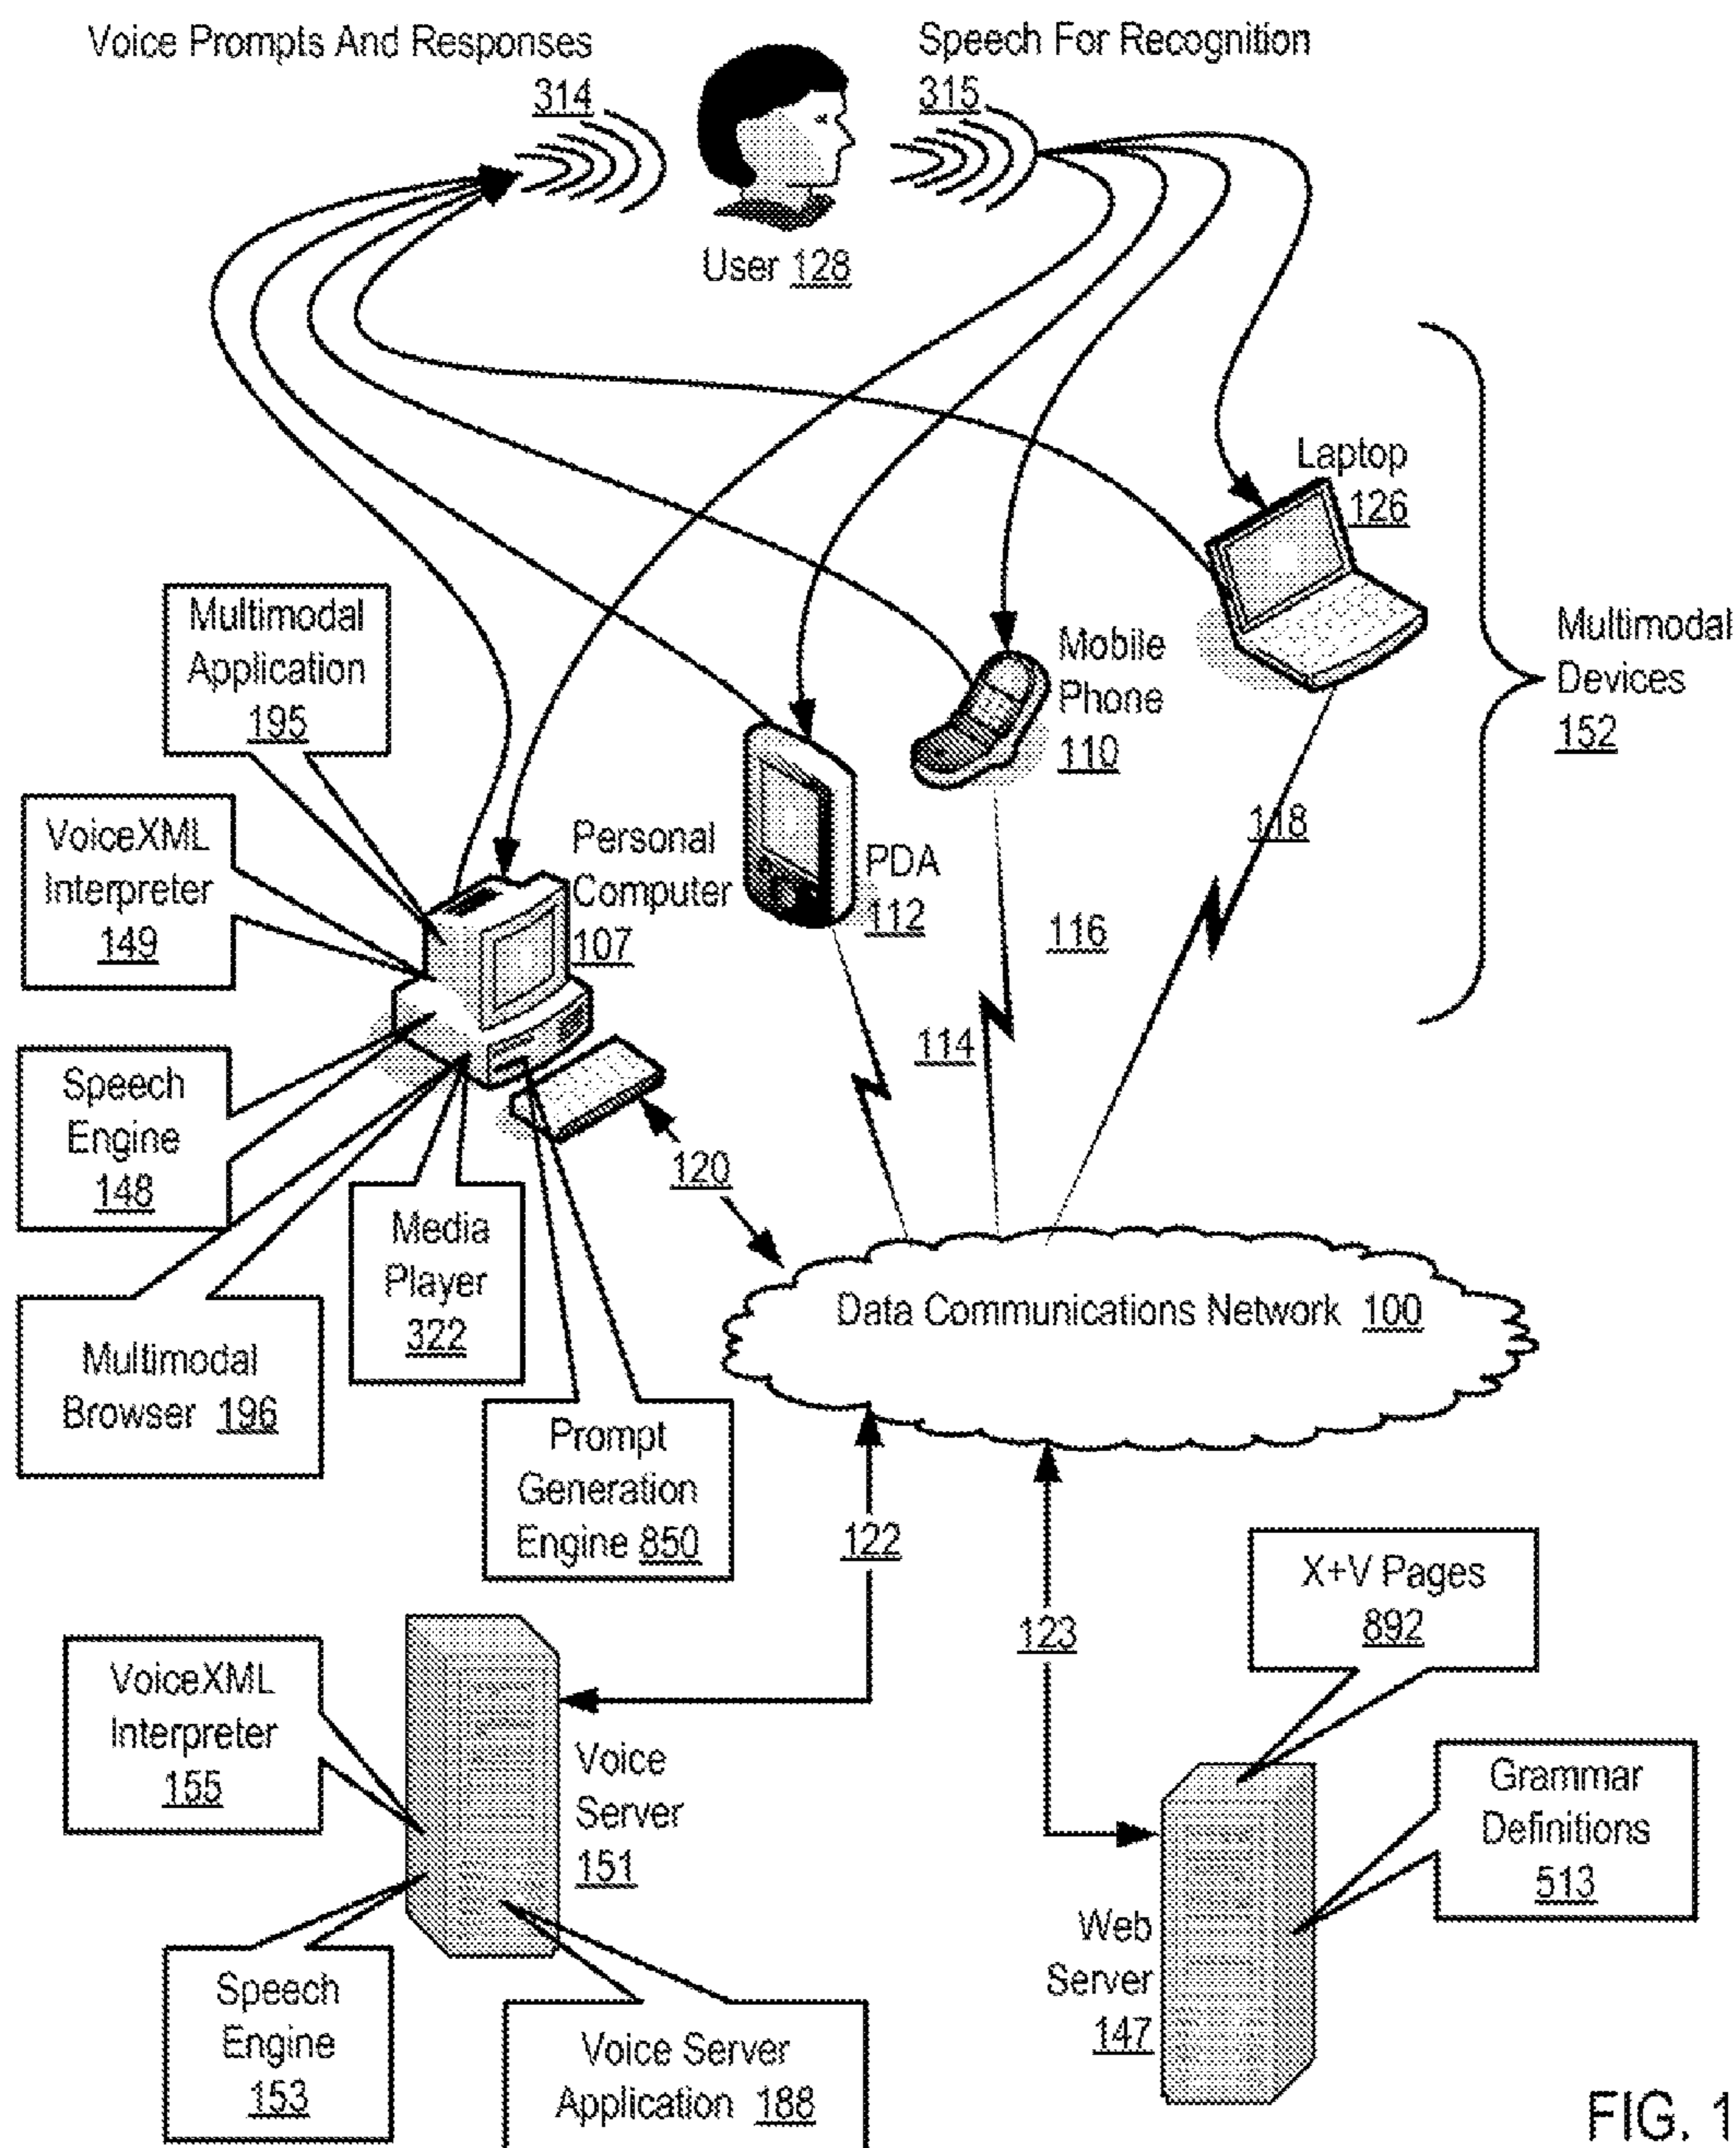 Voice Prompts And Responses
314
Speech For Recognition
315
User 128
Laptop
126
Multimodal
Devices
152
Multimodal
Application
195
Mobile
Phone
110
VoiceXML
Interpreter
149
Personal
Computer
107
PDA
112
118
116
114
Speech
Engine
148
120
Media
Player
322
Multimodal
Browser 196
Data Communications Network 100
Prompt
Generation
Engine 850
122
123
X+V Pages
892
VoiceXML
Interpreter
155
Voice
Server
151
Grammar
Definitions
513
Web
Server
147
Speech
Engine
153
Voice Server
Application 188
FIG. 1